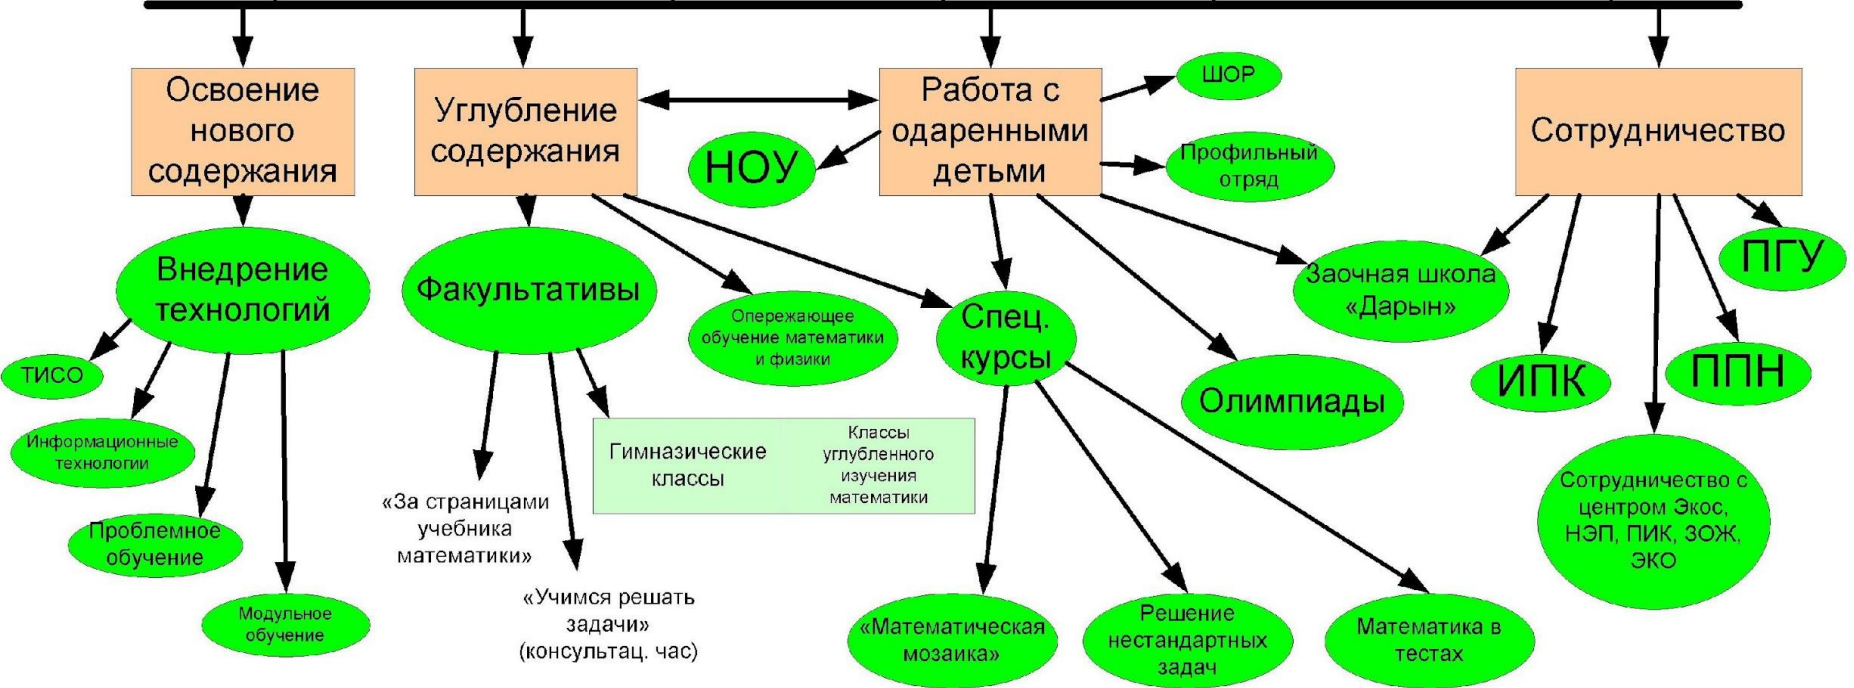 Освоение
нового
содержания
Углубление
содержания
Работа с
одаренными
детьми
Сотрудничество
ШОР
НОУ
Профильный
отряд
Внедрение
технологий
Факультативы
Опережающее
обучение математики
и физики
Спец.
курсы
Заочная школа
«Дарын»
ПГУ
ТИСО
Олимпиады
ИПК
ППН
Информационные
технологии
Гимназические
классы
Классы
углубленного
изучения
математики
«За страницами
учебника
математики»
Проблемное
обучение
Сотрудничество с
центром Экос,
НЭП, ПИК, ЗОЖ,
ЭКО
Модульное
обучение
«Учимся решать
задачи»
(консультац. час)
«Математическая
мозаика»
Решение
нестандартных
задач
Математика в
тестах